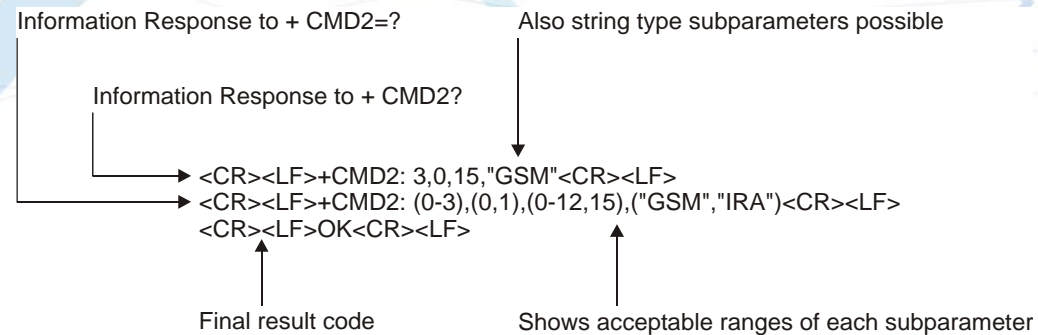 Information Response to + CMD2=?
Also string type subparameters possible
Information Response to + CMD2?
<CR><LF>+CMD2: 3,0,15,"GSM"<CR><LF>
<CR><LF>+CMD2: (0-3),(0,1),(0-12,15),("GSM","IRA")<CR><LF>
<CR><LF>OK<CR><LF>
Final result code
Shows acceptable ranges of each subparameter